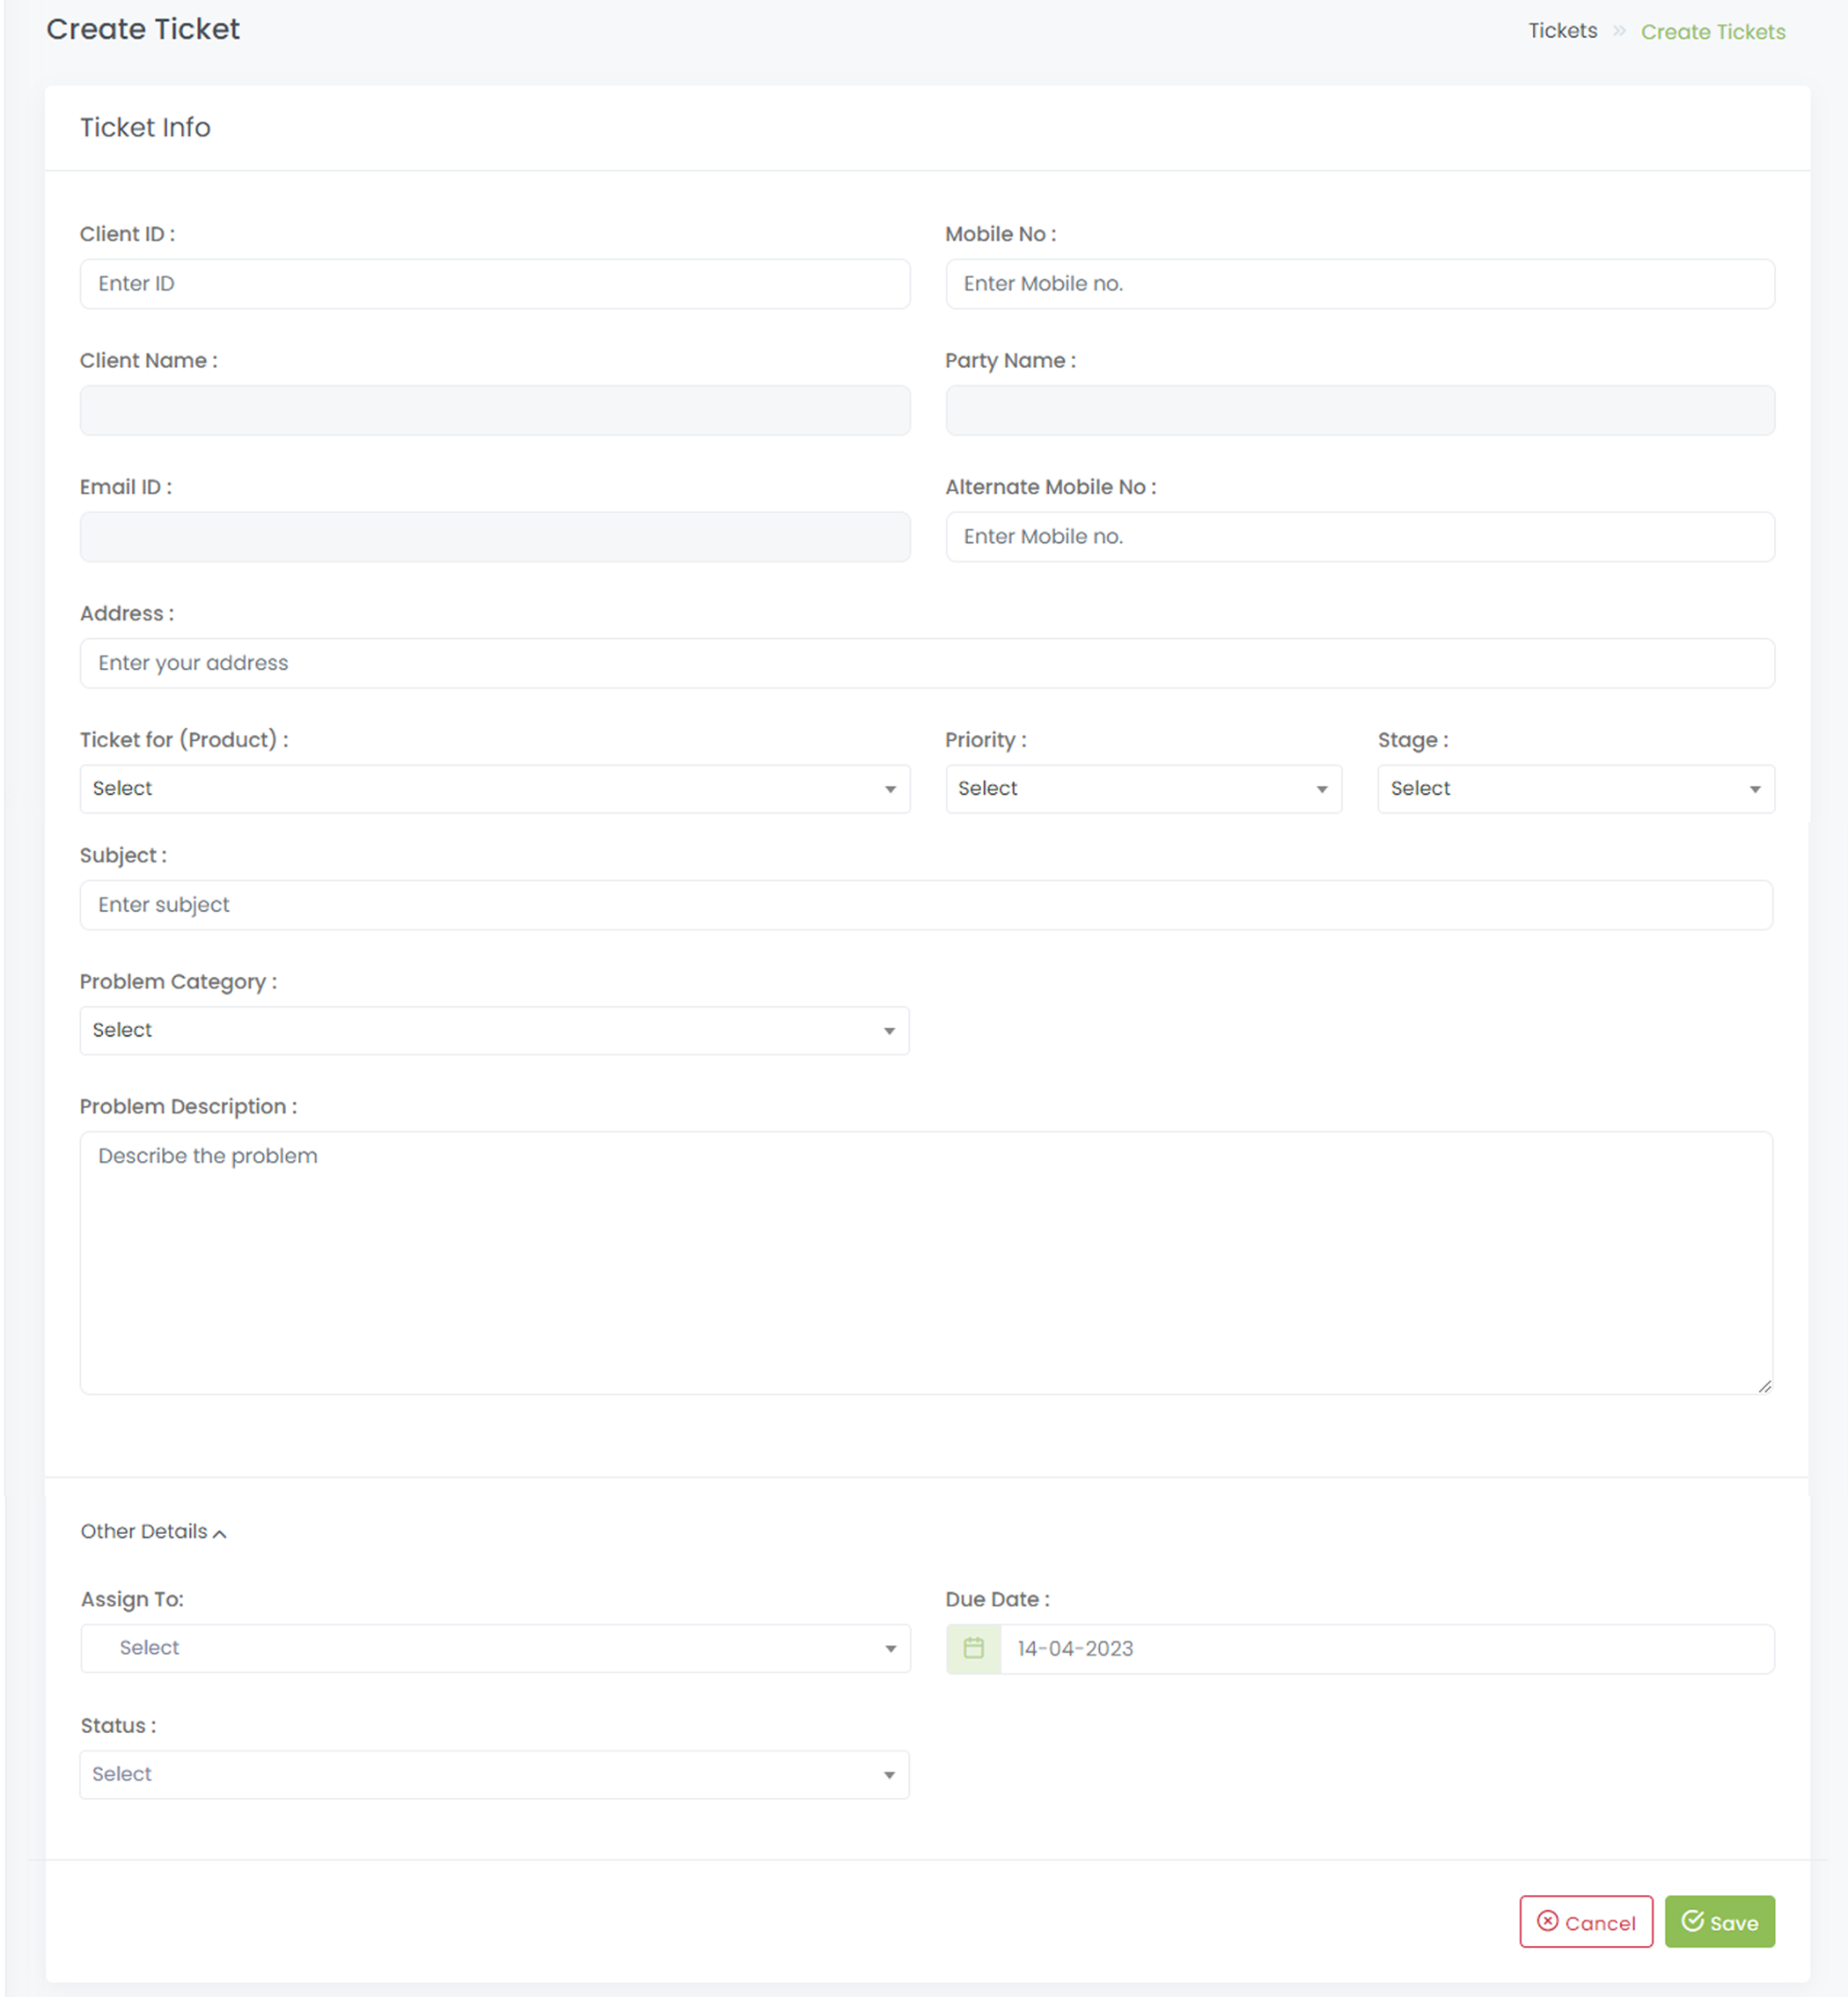 Create Ticket
Tickets » Create Tickets
Ticket Info
Client ID : Mobile No :
Enter ID Enter Mobile no.
Client Name : Party Name :
Email ID : Alternate Mobile No :
Enter Mobile no.
Address :
Enter your address
Ticket for (Product) : Priority : Stage :
Select Select Select
Subject :
Enter subject
Problem Category :
Select
Problem Description :
Describe the problem
Other Details
Assign To: Due Date :
Select 14-04-2023
Status :
Select
Cancel Save